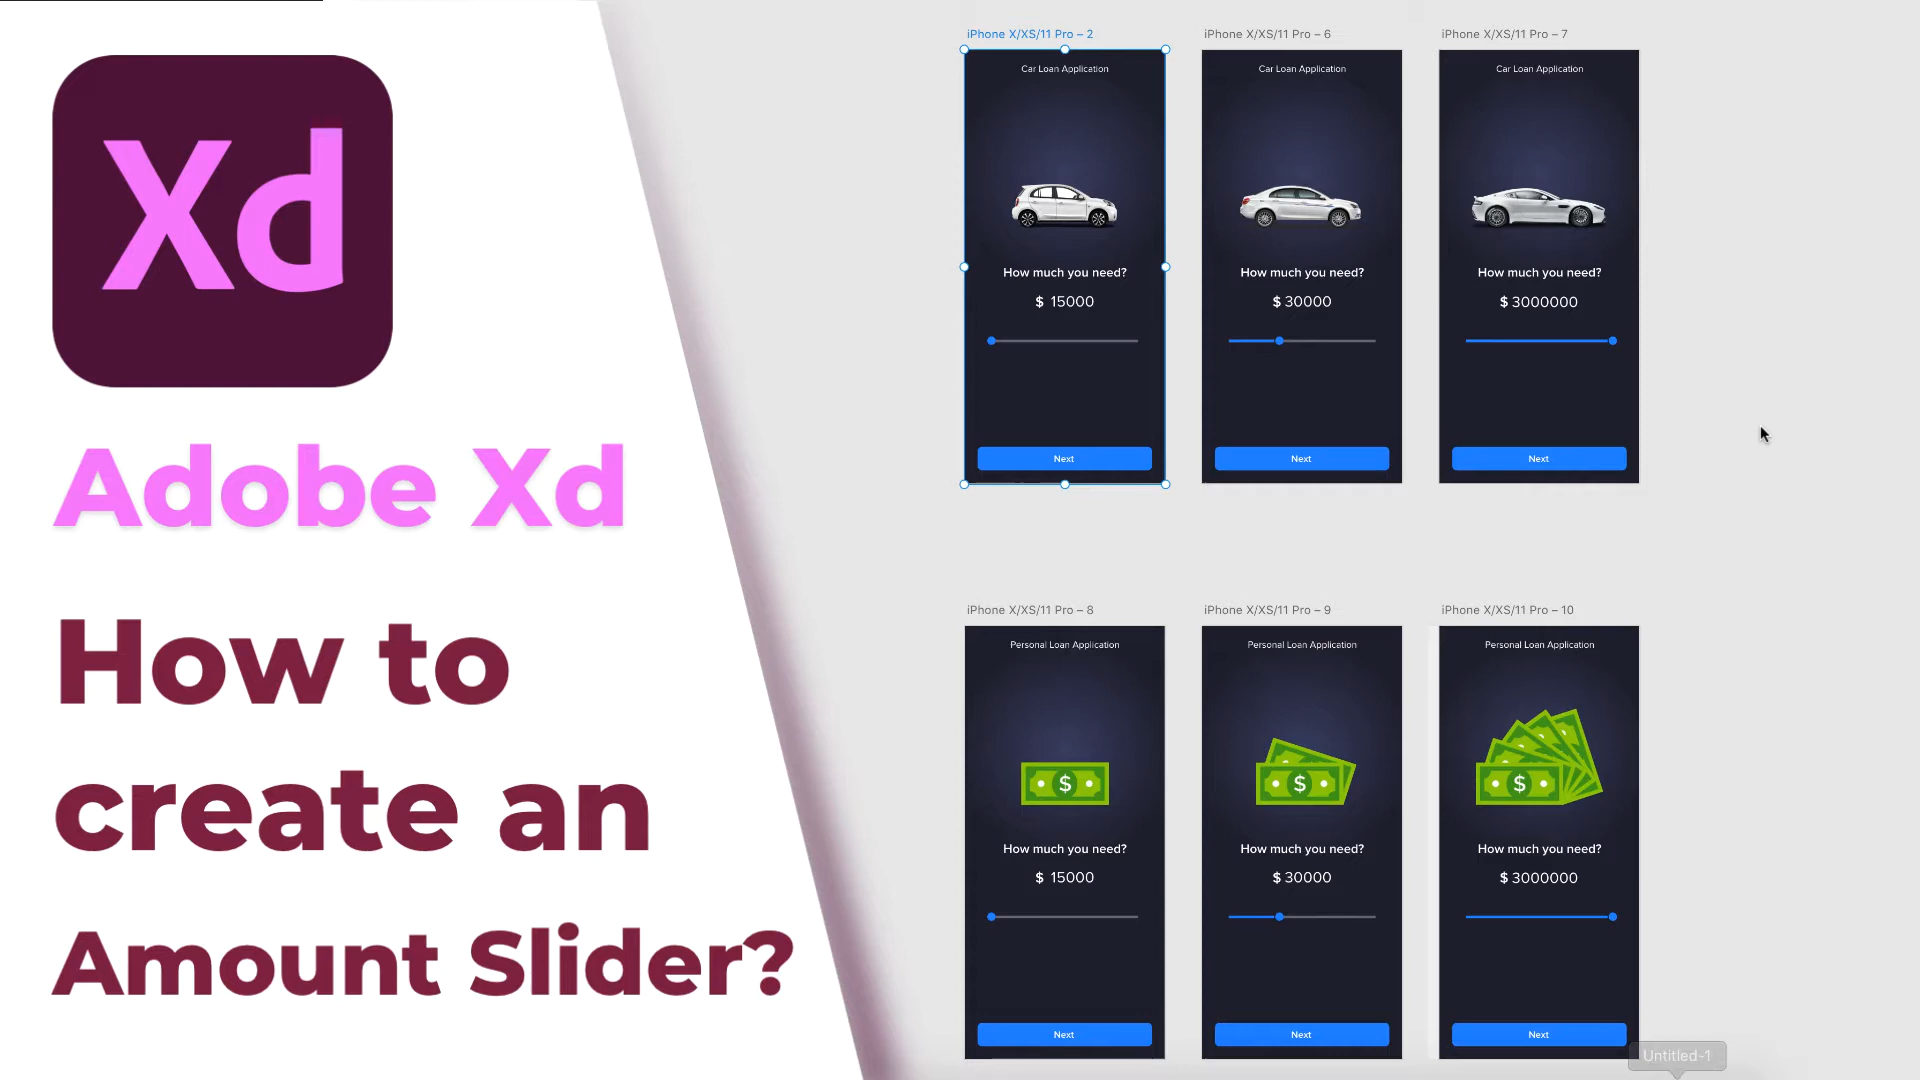 Xd
Adobe Xd
How to
create an
Amount Slider?
iPhone X/XS/11 Pro – 2
Car Loan Application
How much you need?
$ 15000
Next
iPhone X/XS/11 Pro – 6
Car Loan Application
How much you need?
$ 30000
Next
iPhone X/XS/11 Pro – 7
Car Loan Application
How much you need?
$ 3000000
Next
iPhone X/XS/11 Pro – 8
Personal Loan Application
$
How much you need?
$ 15000
Next
iPhone X/XS/11 Pro – 9
Personal Loan Application
$
How much you need?
$ 30000
Next
iPhone X/XS/11 Pro – 10
Personal Loan Application
$
How much you need?
$ 3000000
Next
Untitled-1